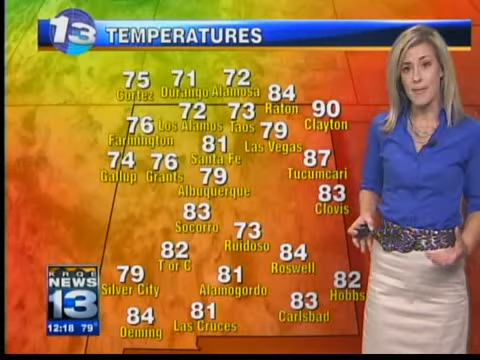 13 TEMPERATURES
75 71 72
Cortez Durango Alamosa
84
Raton
90
Clayton
72 73
Los Alamos Taos
76
Farmington
79
Las Vegas
81
Santa Fe
74 76
Gallup Grants
79
Albuquerque
87
Tucumcari
83
Clovis
83
Socorro
73
Ruidoso
82
T or C
84
Roswell
79
Silver City
81
Alamogordo
82
Hobbs
83
Carlsbad
84
Deming
81
Las Cruces
KRQE
NEWS
13
12:18 79°